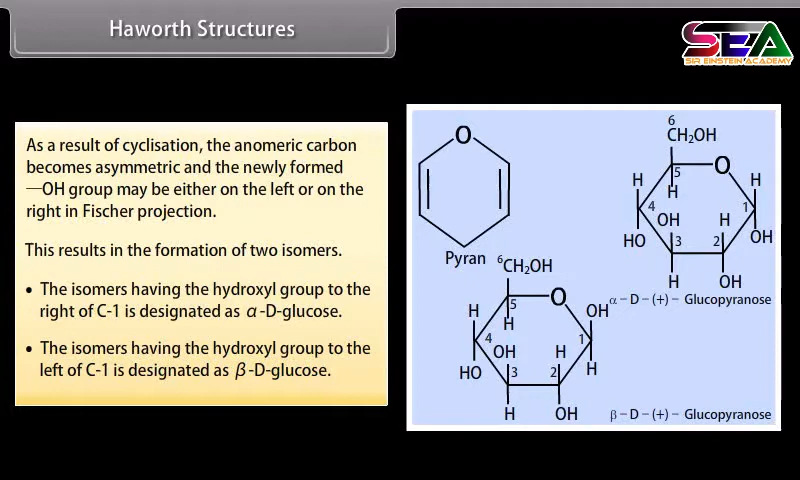 Haworth Structures
SEA
SIR EINSTEIN ACADEMY
As a result of cyclisation, the anomeric carbon
becomes asymmetric and the newly formed
—OH group may be either on the left or on the
right in Fischer projection.
This results in the formation of two isomers.
• The isomers having the hydroxyl group to the
right of C-1 is designated as α-D-glucose.
• The isomers having the hydroxyl group to the
left of C-1 is designated as β-D-glucose.
O
Pyran
6
CH₂OH
O
5
H
H
H
4
1
OH
H
HO
3
2
OH
H
OH
α – D – (+) – Glucopyranose
6
CH₂OH
O
5
H
OH
H
4
1
OH
H
HO
3
2
H
H
OH
β – D – (+) – Glucopyranose